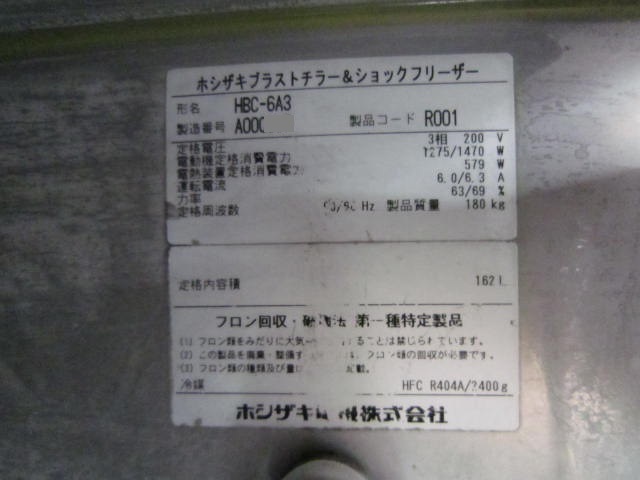 ホシザキブラストチラー&ショックフリーザー
形名 HBC-6A3
製造番号 A00 製品コード R001
定格電圧 3相 200 V
電動機定格消費電力 1275/1470 W
電熱装置定格消費電力 579 W
運転電流 6.0/6.3 A
力率 63/69 %
定格周波数 Hz 製品質量 180 kg
定格内容積 162 L
フロン回収・ 法 第一種特定製品
(1) フロン類をみだりに大気 ることは禁じられています。
(2) この製品を廃棄・整備す は、フロン類の回収が必要です。
(3) フロン類の種類及び量 記載。
冷媒 HFC R404A/ 400g
ホシザキ 機株式会社